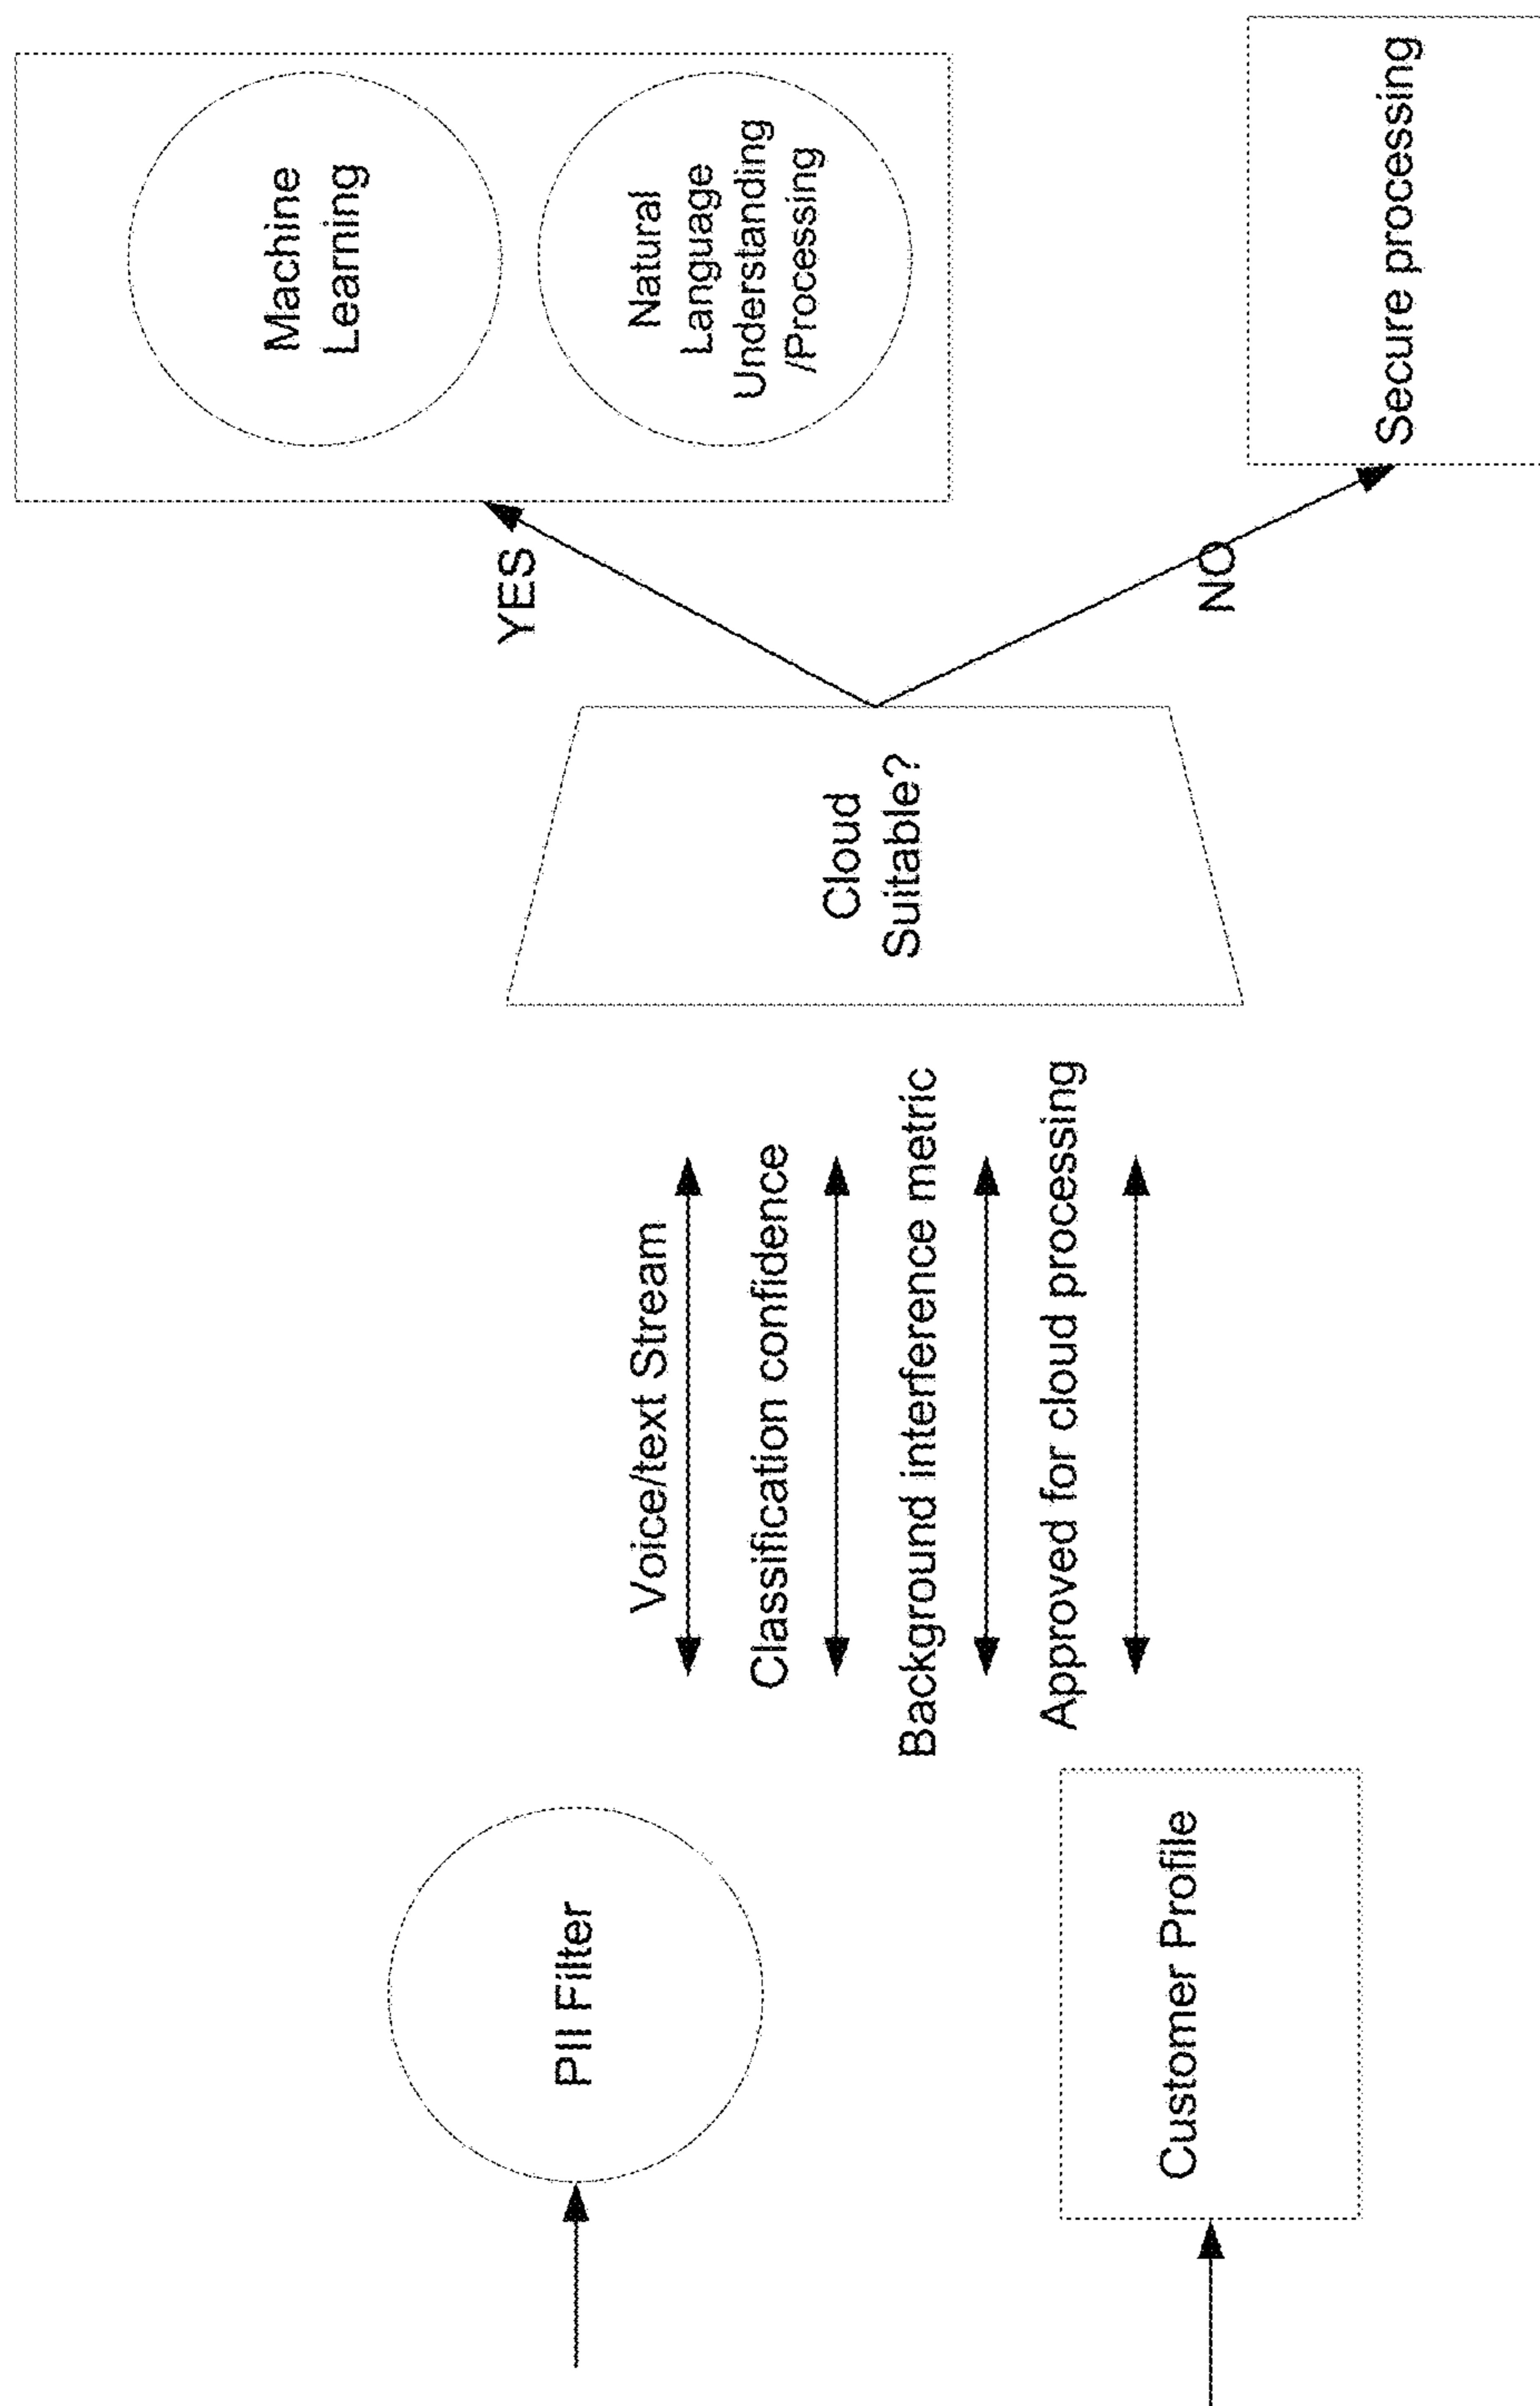 PII Filter
Customer Profile
Voice/text Stream
Classification confidence
Background interference metric
Approved for cloud processing
Cloud
Suitable?
YES
NO
Machine
Learning
Natural
Language
Understanding
/Processing
Secure processing